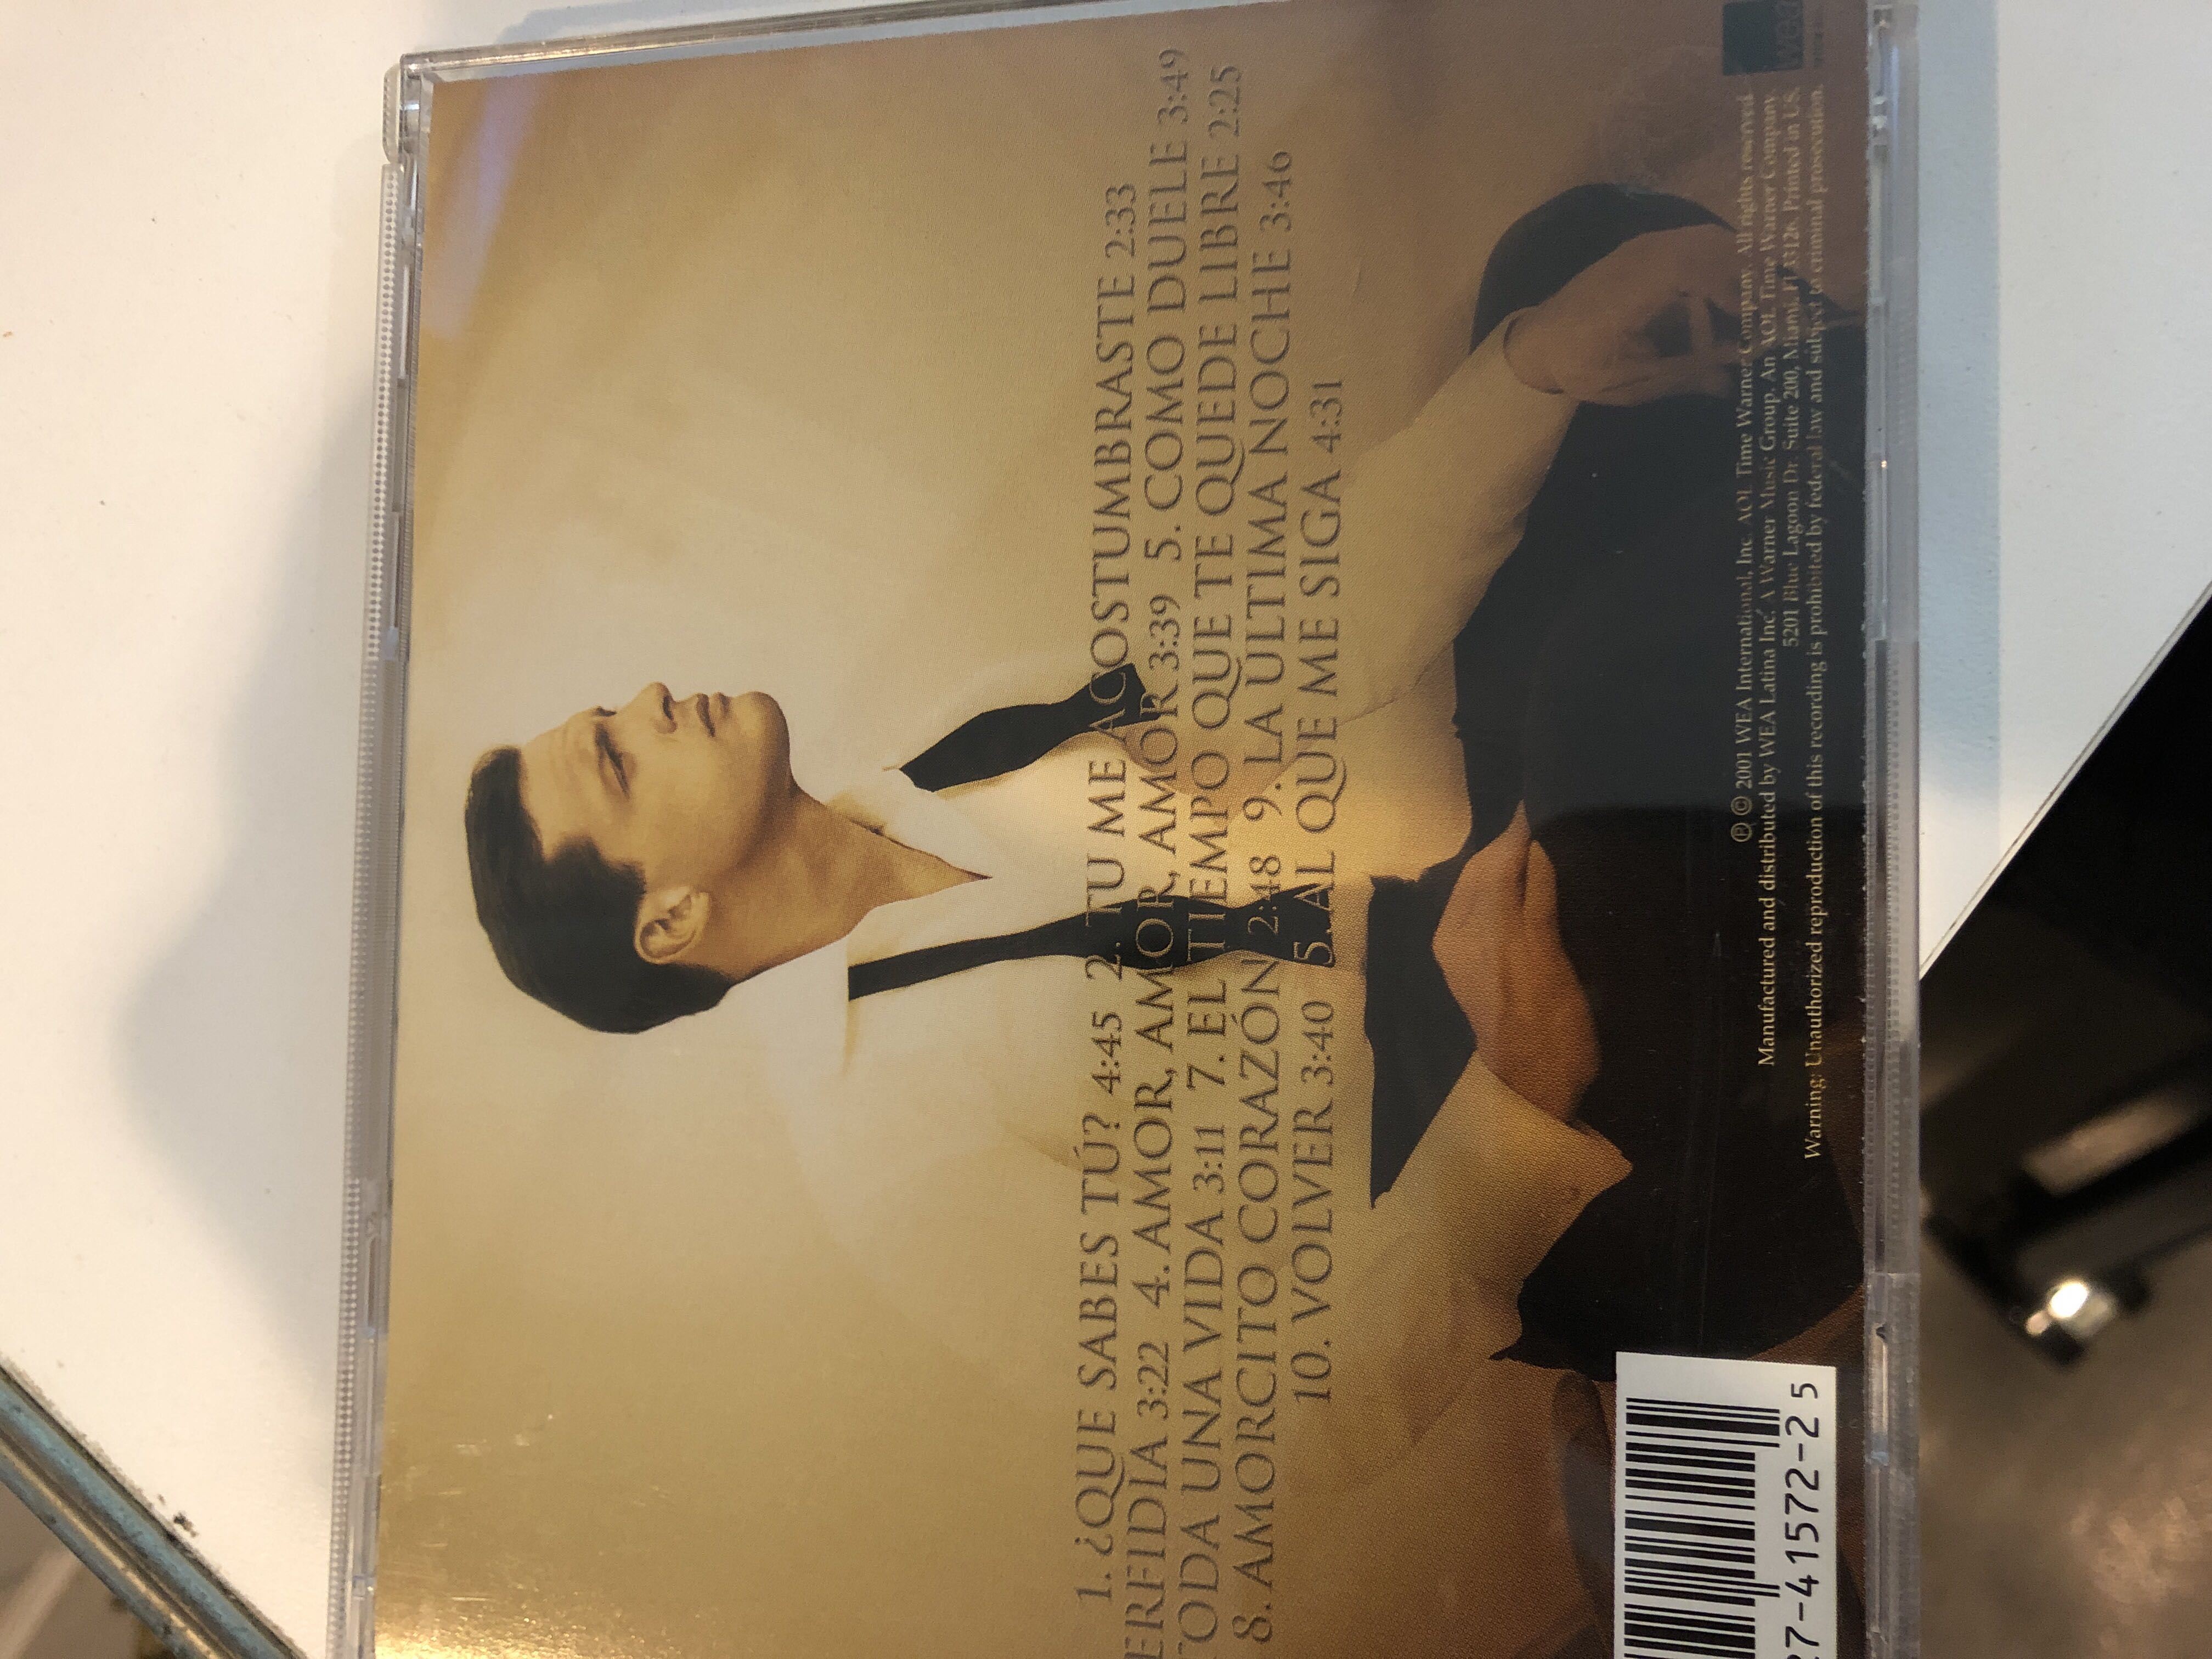 1. ¿QUE SABES TÚ? 4:45 2. TU ME ACOSTUMBRASTE 2:33
ERFIDIA 3:22 4. AMOR, AMOR, AMOR 3:39 5. COMO DUELE 3:49
ODA UNA VIDA 3:11 7. EL TIEMPO QUE TE QUEDE LIBRE 2:25
8. AMORCITO CORAZÓN 2:48 9. LA ULTIMA NOCHE 3:46
10. VOLVER 3:40 5. AL QUE ME SIGA 4:31
℗ © 2001 WEA International, Inc. AOL Time Warner Company. All rights reserved.
Manufactured and distributed by WEA Latina Inc. A Warner Music Group. An AOL Time Warner Company.
5201 Blue Lagoon Dr. Suite 200, Miami, Fl 33126. Printed in U.S.
Warning: Unauthorized reproduction of this recording is prohibited by federal law and subject to criminal prosecution.
wea
27-41572-2 5